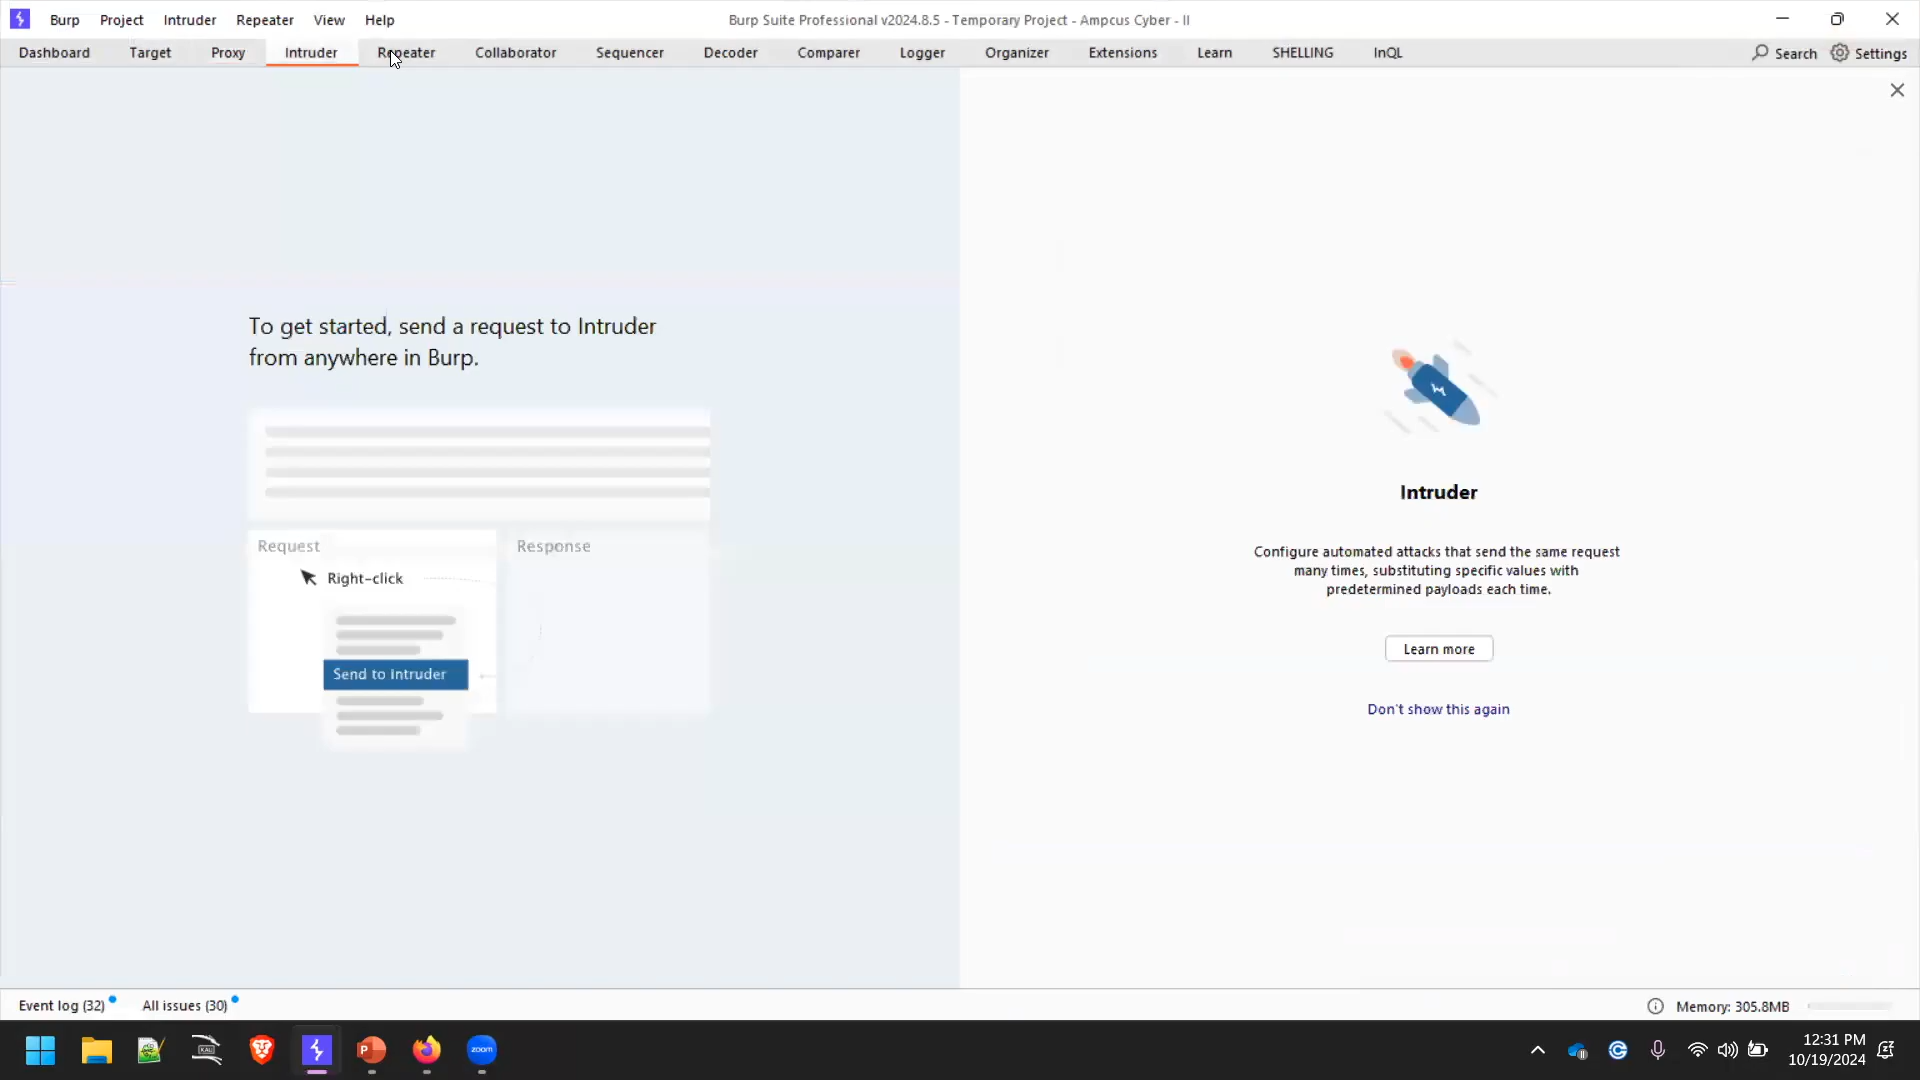 Burp Project Intruder Repeater View Help
Burp Suite Professional v2024.8.5 - Temporary Project - Ampcus Cyber - II
Dashboard Target Proxy Intruder Repeater Collaborator Sequencer Decoder Comparer Logger Organizer Extensions Learn SHELLING InQL
Search Settings
To get started, send a request to Intruder
from anywhere in Burp.
Request
Response
Right-click
Send to Intruder
Intruder
Configure automated attacks that send the same request
many times, substituting specific values with
predetermined payloads each time.
Learn more
Don't show this again
Event log (32) All issues (30)
Memory: 305.8MB
KALI
zoom
12:31 PM
10/19/2024